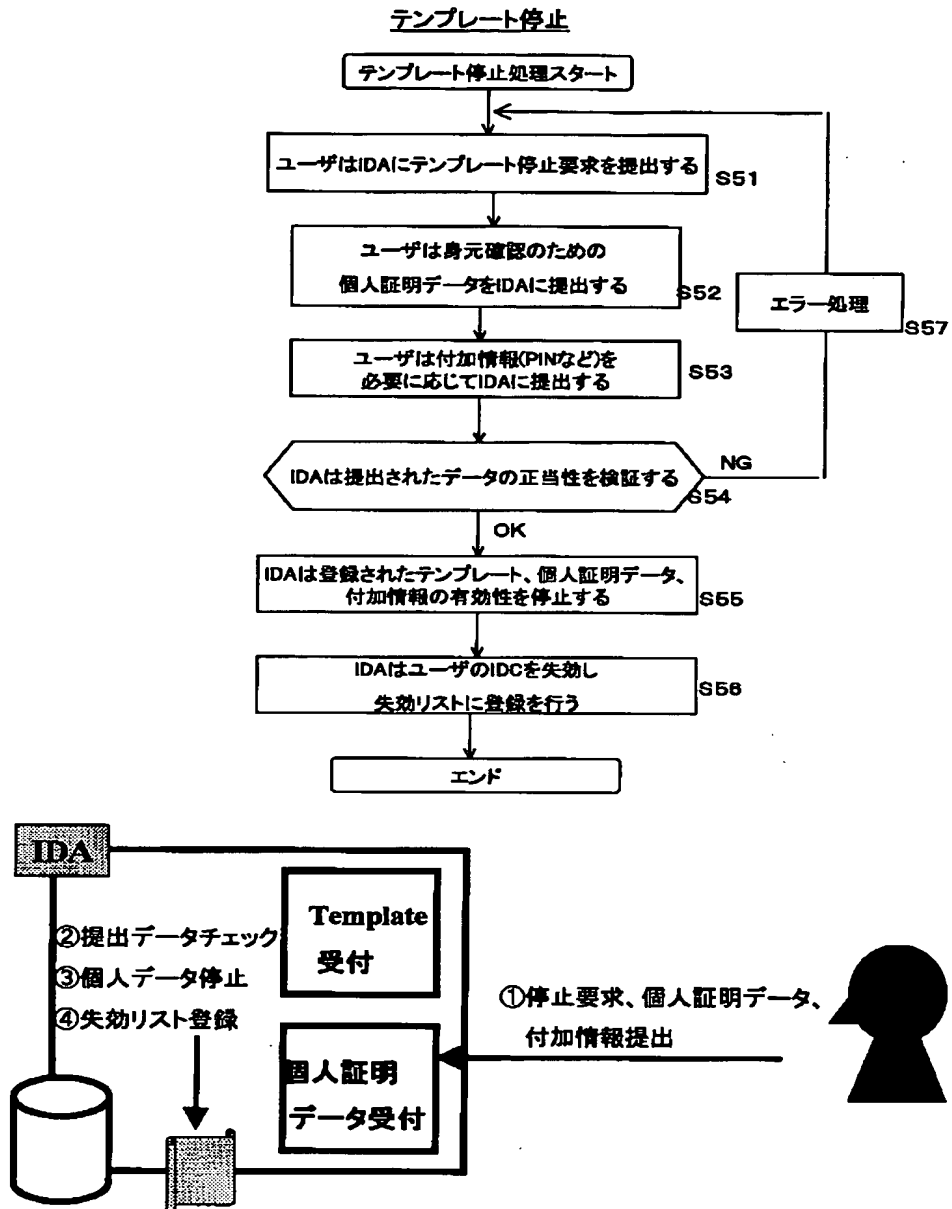 テンプレート停止
テンプレート停止処理スタート
ユーザはIDAにテンプレート停止要求を提出する
S51
ユーザは身元確認のための
個人証明データをIDAに提出する
S52
エラー処理
S57
ユーザは付加情報(PINなど)を
必要に応じてIDAに提出する
S53
IDAは提出されたデータの正当性を検証する
NG
S54
OK
IDAは登録されたテンプレート、個人証明データ、
付加情報の有効性を停止する
S55
IDAはユーザのIDCを失効し
失効リストに登録を行う
S56
エンド
IDA
Template
受付
②提出データチェック
③個人データ停止
④失効リスト登録
①停止要求、個人証明データ、
付加情報提出
個人証明
データ受付